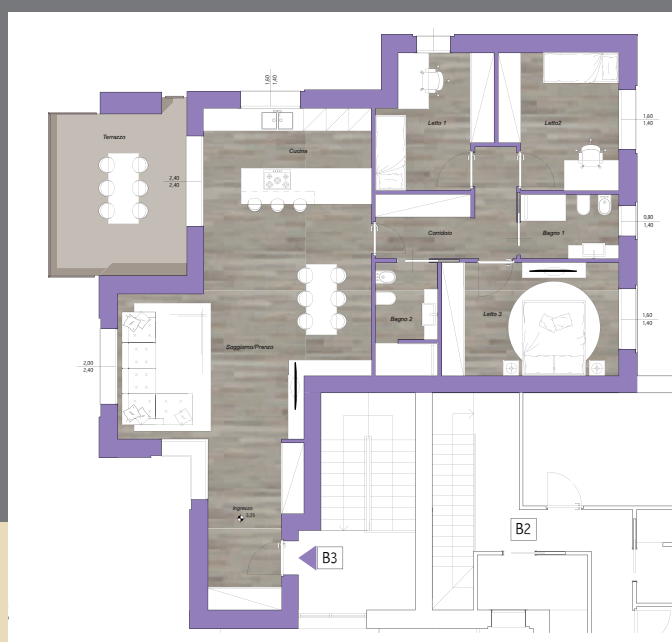 1,60
1,40
Terrazzo
Cucina
2,40
2,40
Letto 1
Letto2
1,60
1,40
0,80
1,40
Corridoio
Bagno 1
Bagno 2
Letto 3
1,60
1,40
Soggiorno/Pranzo
2,00
2,40
Ingresso
3,25
B3
B2